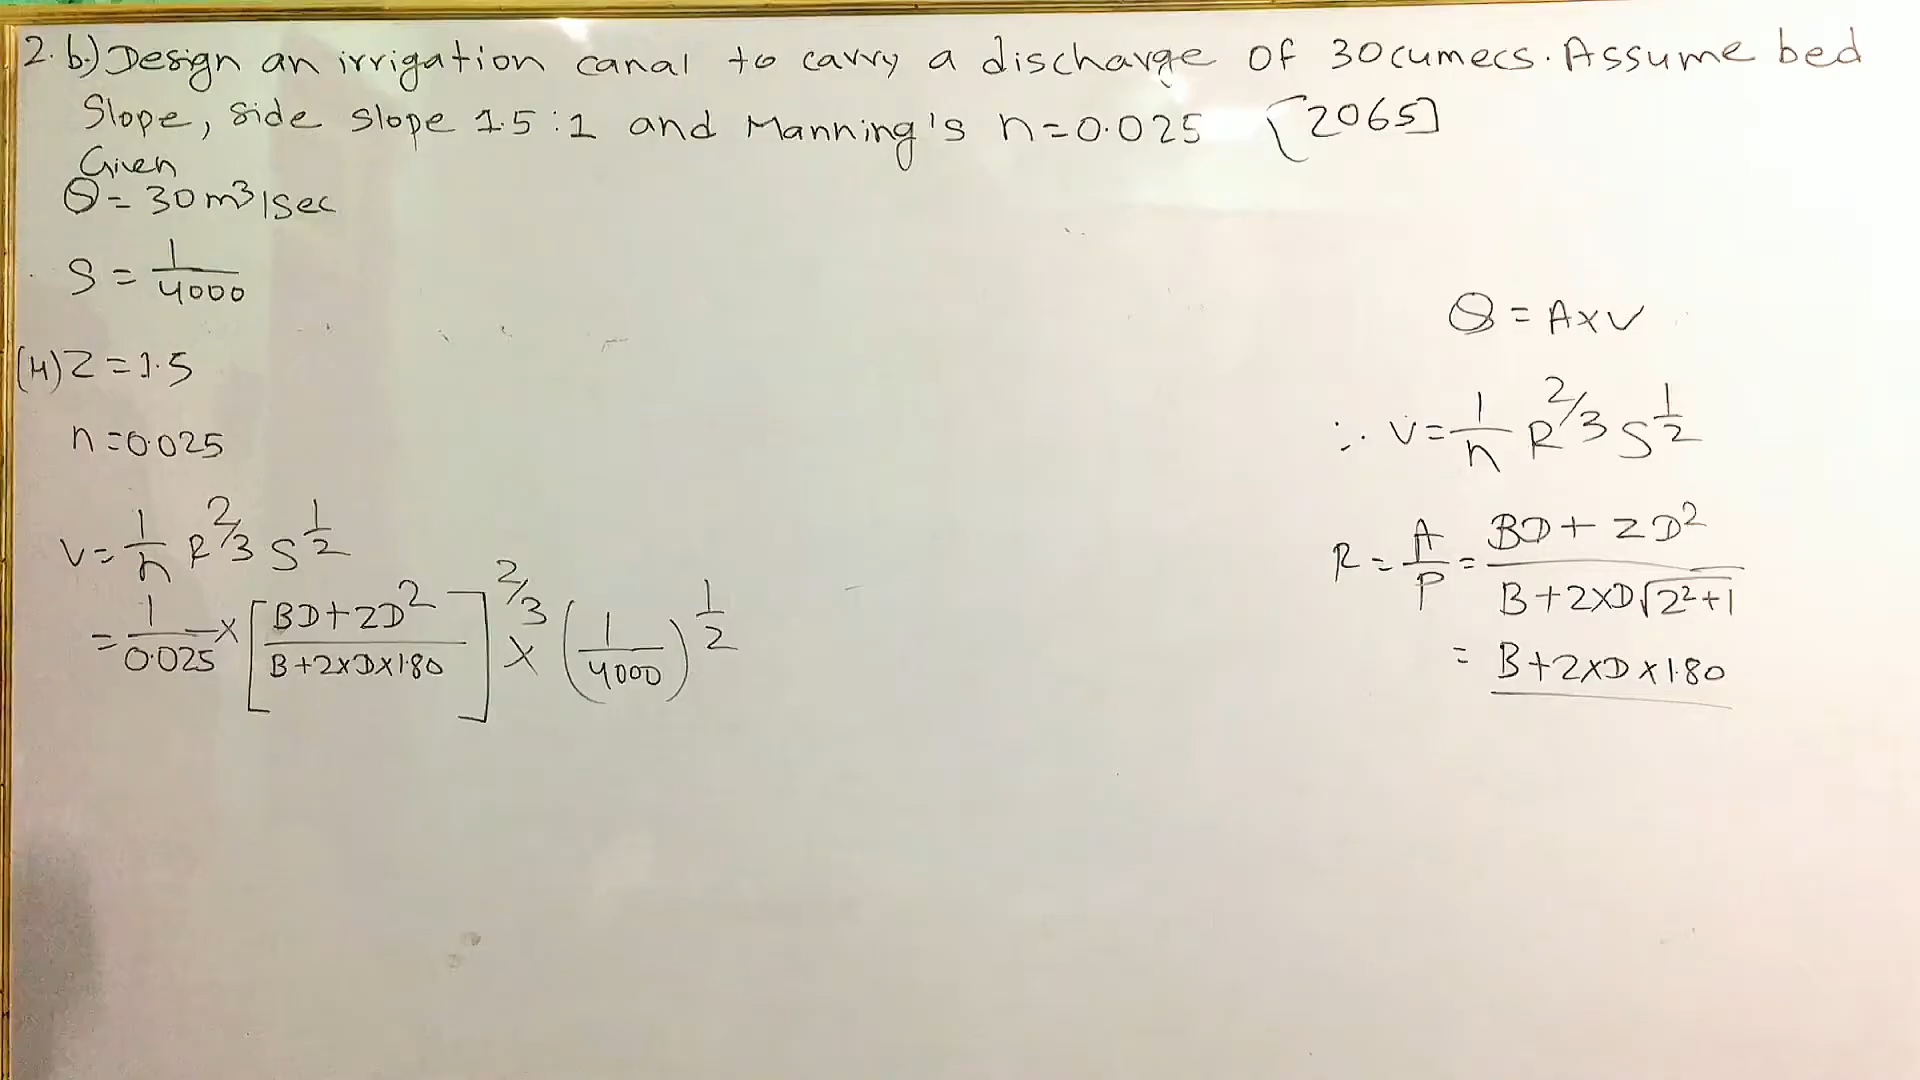 2.b.) Design an irrigation canal to carry a discharge of 30cumecs. Assume bed
Slope, side slope 1.5:1 and Manning's n=0.025 [2065]
Given
Q = 30m³/sec
S = 1/4000
(M) Z = 1.5
n=0.025
V = 1/n R^2/3 S^1/2
= 1/0.025 × [BD+ZD²/B+2×D×1.80]^2/3 × (1/4000)^1/2
Q = A×V
∵ V = 1/n R^2/3 S^1/2
R = A/P = BD + ZD²/B+2×D√Z²+1
= B+2×D×1.80